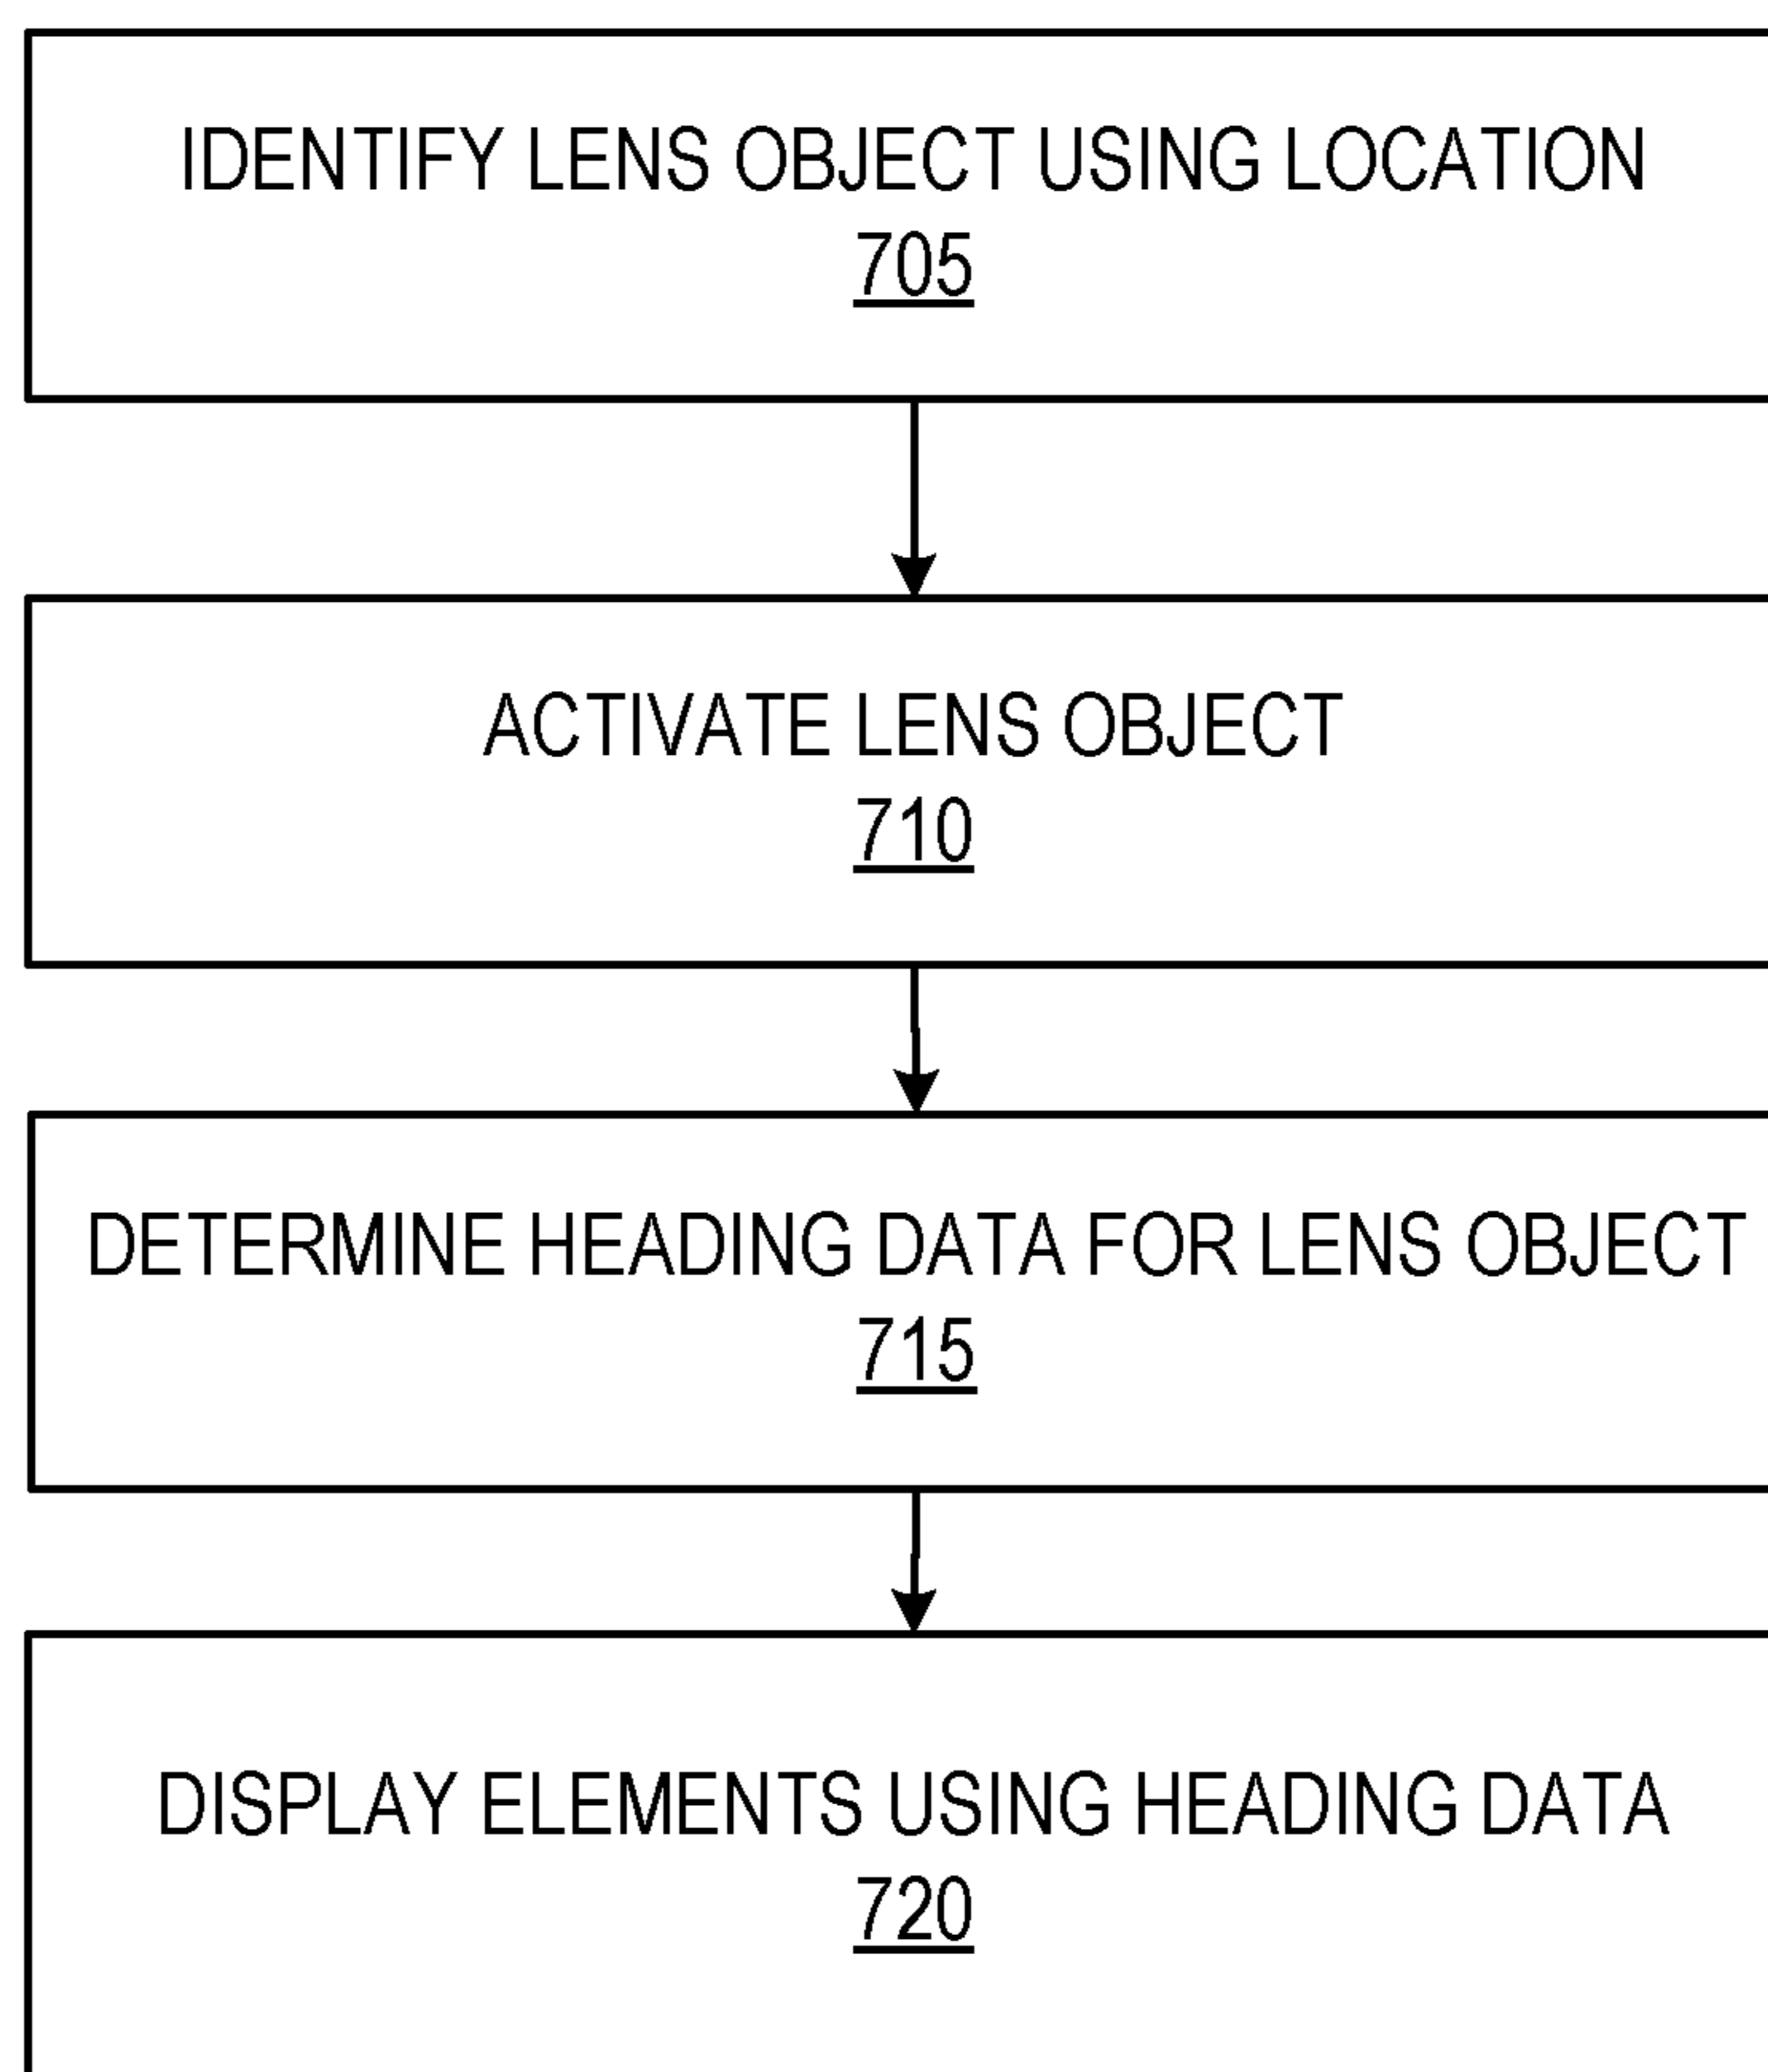 IDENTIFY LENS OBJECT USING LOCATION
705
ACTIVATE LENS OBJECT
710
DETERMINE HEADING DATA FOR LENS OBJECT
715
DISPLAY ELEMENTS USING HEADING DATA
720